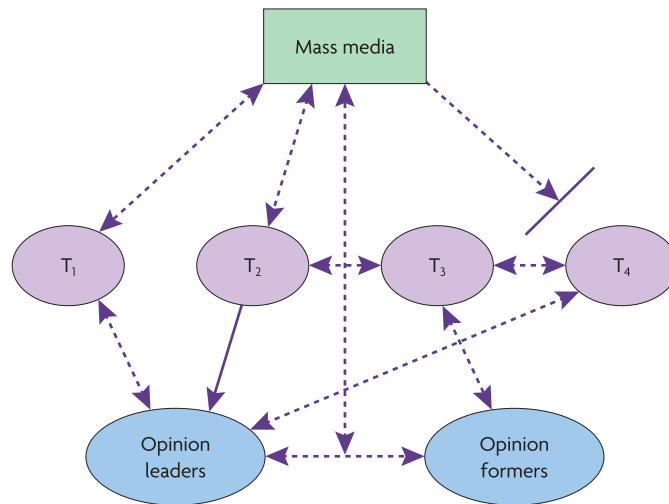 Mass media
T₁
T₂
T₃
T₄
Opinion
leaders
Opinion
formers